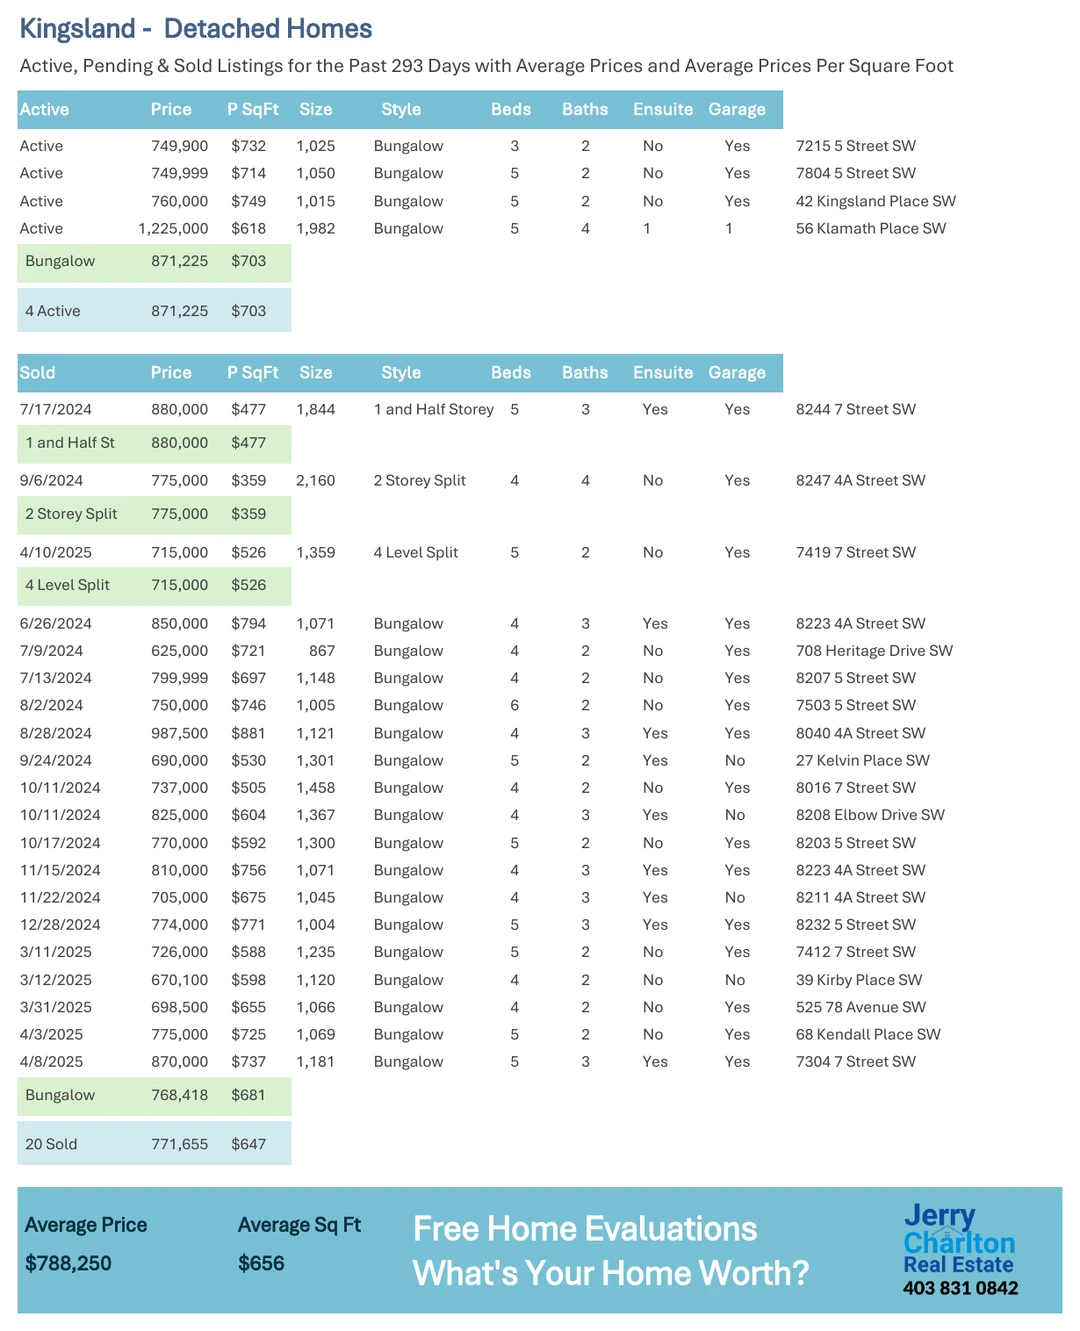 Kingsland - Detached Homes
Active, Pending & Sold Listings for the Past 293 Days with Average Prices and Average Prices Per Square Foot
Active Price P SqFt Size Style Beds Baths Ensuite Garage
Active 749,900 $732 1,025 Bungalow 3 2 No Yes 7215 5 Street SW
Active 749,999 $714 1,050 Bungalow 5 2 No Yes 7804 5 Street SW
Active 760,000 $749 1,015 Bungalow 5 2 No Yes 42 Kingsland Place SW
Active 1,225,000 $618 1,982 Bungalow 5 4 1 1 56 Klamath Place SW
Bungalow 871,225 $703
4 Active 871,225 $703
Sold Price P SqFt Size Style Beds Baths Ensuite Garage
7/17/2024 880,000 $477 1,844 1 and Half Storey 5 3 Yes Yes 8244 7 Street SW
1 and Half St 880,000 $477
9/6/2024 775,000 $359 2,160 2 Storey Split 4 4 No Yes 8247 4A Street SW
2 Storey Split 775,000 $359
4/10/2025 715,000 $526 1,359 4 Level Split 5 2 No Yes 7419 7 Street SW
4 Level Split 715,000 $526
6/26/2024 850,000 $794 1,071 Bungalow 4 3 Yes Yes 8223 4A Street SW
7/9/2024 625,000 $721 867 Bungalow 4 2 No Yes 708 Heritage Drive SW
7/13/2024 799,999 $697 1,148 Bungalow 4 2 No Yes 8207 5 Street SW
8/2/2024 750,000 $746 1,005 Bungalow 6 2 No Yes 7503 5 Street SW
8/28/2024 987,500 $881 1,121 Bungalow 4 3 Yes Yes 8040 4A Street SW
9/24/2024 690,000 $530 1,301 Bungalow 5 2 Yes No 27 Kelvin Place SW
10/11/2024 737,000 $505 1,458 Bungalow 4 2 No Yes 8016 7 Street SW
10/11/2024 825,000 $604 1,367 Bungalow 4 3 Yes No 8208 Elbow Drive SW
10/17/2024 770,000 $592 1,300 Bungalow 5 2 No Yes 8203 5 Street SW
11/15/2024 810,000 $756 1,071 Bungalow 4 3 Yes Yes 8223 4A Street SW
11/22/2024 705,000 $675 1,045 Bungalow 4 3 Yes No 8211 4A Street SW
12/28/2024 774,000 $771 1,004 Bungalow 5 3 Yes Yes 8232 5 Street SW
3/11/2025 726,000 $588 1,235 Bungalow 5 2 No Yes 7412 7 Street SW
3/12/2025 670,100 $598 1,120 Bungalow 4 2 No No 39 Kirby Place SW
3/31/2025 698,500 $655 1,066 Bungalow 4 2 No Yes 525 78 Avenue SW
4/3/2025 775,000 $725 1,069 Bungalow 5 2 No Yes 68 Kendall Place SW
4/8/2025 870,000 $737 1,181 Bungalow 5 3 Yes Yes 7304 7 Street SW
Bungalow 768,418 $681
20 Sold 771,655 $647
Average Price Average Sq Ft
$788,250 $656
Free Home Evaluations
What's Your Home Worth?
Jerry
Charlton
Real Estate
403 831 0842